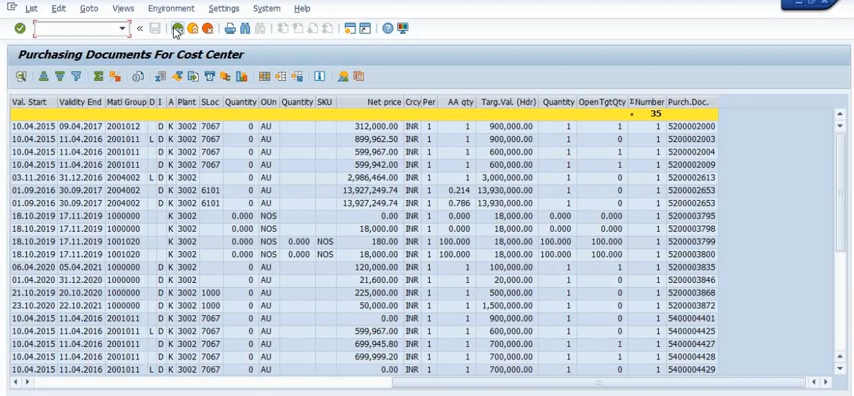 List Edit Goto Views Environment Settings System Help
Purchasing Documents For Cost Center
Val. Start Validity End Matl Group D I A Plant SLoc Quantity OUn Quantity SKU Net price Crcy Per AA qty Targ.Val. (Hdr) Quantity OpenTgtQty ΣNumber Purch.Doc.
35
10.04.2015 09.04.2017 2001012 D K 3002 7067 0 AU 312,000.00 INR 1 1 900,000.00 1 1 1 5200002000
10.04.2015 11.04.2016 2001011 L D K 3002 7067 0 AU 899,962.50 INR 1 1 900,000.00 1 0 1 5200002003
10.04.2015 11.04.2016 2001011 D K 3002 7067 0 AU 599,967.00 INR 1 1 600,000.00 1 0 1 5200002004
10.04.2015 11.04.2016 2001011 D K 3002 7067 0 AU 599,942.00 INR 1 1 600,000.00 1 0 1 5200002009
03.11.2016 31.12.2016 2004002 L D K 3002 0 AU 2,986,464.00 INR 1 1 3,000,000.00 1 0 1 5200002613
01.09.2016 30.09.2017 2004002 D K 3002 6101 0 AU 13,927,249.74 INR 1 0.214 13,930,000.00 1 0 1 5200002653
01.09.2016 30.09.2017 2004002 D K 3002 6101 0 AU 13,927,249.74 INR 1 0.786 13,930,000.00 1 0 1 5200002653
18.10.2019 17.11.2019 1000000 K 3002 0.000 NOS 0.00 INR 1 0.000 18,000.00 0.000 0.000 1 5200003795
18.10.2019 17.11.2019 1000000 K 3002 0.000 NOS 18,000.00 INR 1 0.000 18,000.00 0.000 0.000 1 5200003798
18.10.2019 17.11.2019 1001020 K 3002 0.000 NOS 0.000 NOS 180.00 INR 1 100.000 18,000.00 100.000 100.000 1 5200003799
18.10.2019 17.11.2019 1001020 K 3002 0.000 NOS 0.000 NOS 18,000.00 INR 1 100.000 18,000.00 100.000 100.000 1 5200003800
06.04.2020 05.04.2021 1000000 D K 3002 0 AU 120,000.00 INR 1 1 100,000.00 1 1 1 5200003835
01.04.2020 31.12.2020 1000000 D K 3002 0 AU 21,600.00 INR 1 1 20,000.00 1 0 1 5200003846
21.10.2019 20.10.2020 1000000 D K 3002 1000 0 AU 225,000.00 INR 1 1 500,000.00 1 0 1 5200003868
23.10.2020 22.10.2021 1000000 D K 3002 1000 0 AU 50,000.00 INR 1 1 1,500,000.00 1 0 1 5200003872
10.04.2015 11.04.2016 2001011 D K 3002 7067 0 AU 0.00 INR 1 1 900,000.00 1 0 1 5400004401
10.04.2015 11.04.2016 2001011 L D K 3002 7067 0 AU 599,967.00 INR 1 1 600,000.00 1 0 1 5400004425
10.04.2015 11.04.2016 2001011 D K 3002 7067 0 AU 699,945.80 INR 1 1 700,000.00 1 0 1 5400004427
10.04.2015 11.04.2016 2001011 D K 3002 7067 0 AU 699,999.20 INR 1 1 700,000.00 1 0 1 5400004428
10.04.2015 11.04.2016 2001011 L D K 3002 7067 0 AU 0.00 INR 1 1 700,000.00 1 0 1 5400004429